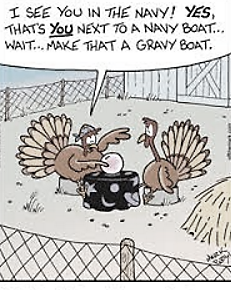 I SEE YOU IN THE NAVY! YES,
THAT'S YOU NEXT TO A NAVY BOAT...
WAIT... MAKE THAT A GRAVY BOAT.